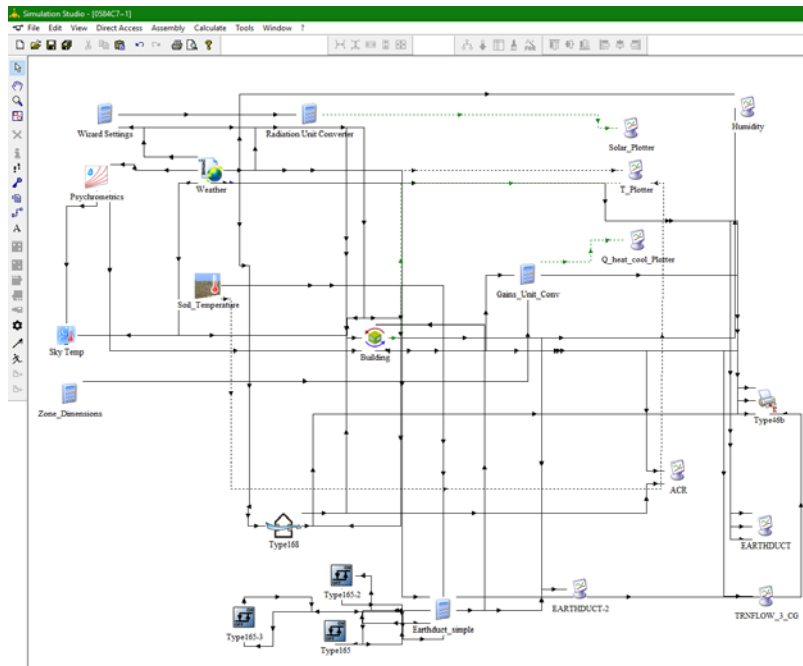 Simulation Studio - [0584C7~1]
File Edit View Direct Access Assembly Calculate Tools Window ?
Wizard Settings
Radiation Unit Converter
Solar_Plotter
Humidity
Psychrometrics
Weather
T_Plotter
Q_heat_cool_Plotter
Soil_Temperature
Gains_Unit_Conv
Sky Temp
Building
Zone_Dimensions
Type46b
ACR
Type168
EARTHDUCT
Type165-2
Type165-3
Type165
Earthduct_simple
EARTHDUCT-2
TRNFLOW_3_CG